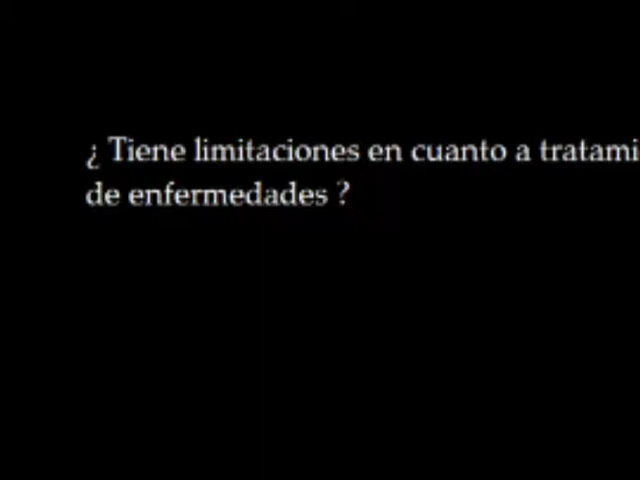 ¿ Tiene limitaciones en cuanto a tratami
de enfermedades ?